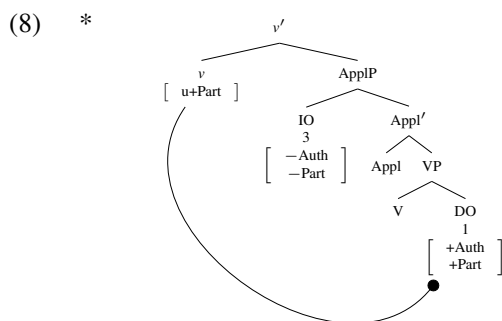 (8) *
v′
v ApplP
[ u+Part ]
IO Appl′
3
[ −Auth
−Part ]
Appl VP
V DO
1
[ +Auth
+Part ]